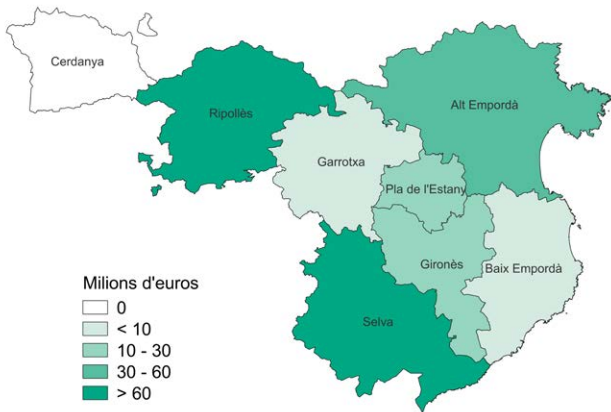 Cerdanya
Ripollès
Alt Empordà
Garrotxa
Pla de l'Estany
Gironès
Baix Empordà
Selva
Milions d'euros
0
< 10
10 - 30
30 - 60
> 60